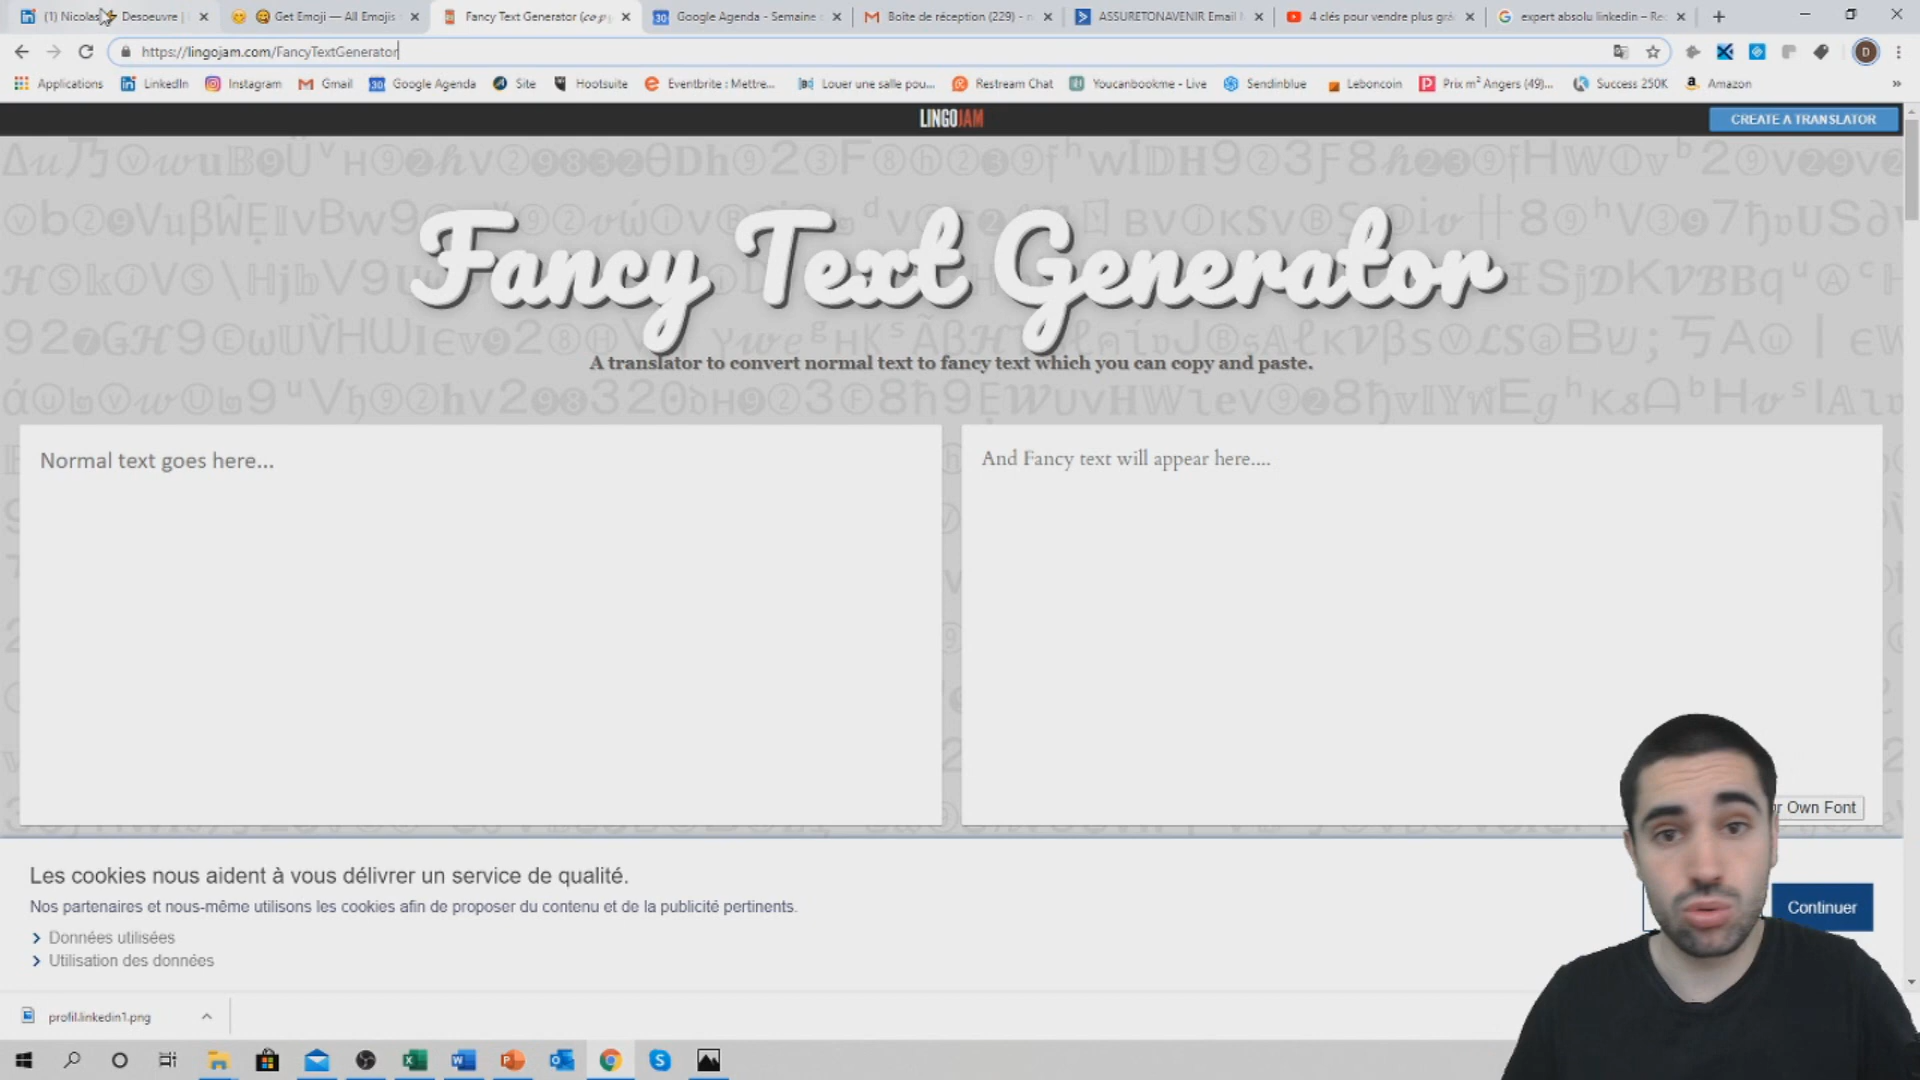 (1) Nicolas Desoeuvre |
Get Emoji — All Emojis
Fancy Text Generator
Google Agenda - Semaine
Boîte de réception (229) -
ASSURETONAVENIR Email
4 clés pour vendre plus
expert absolu linkedin –
https://lingojam.com/FancyTextGenerator
Applications
LinkedIn
Instagram
Gmail
Google Agenda
Site
Hootsuite
Eventbrite : Mettre...
Louer une salle pou...
Restream Chat
Youcanbookme - Live
Sendinblue
Leboncoin
Prix m² Angers (49)...
Success 250K
Amazon
LINGOJAM
CREATE A TRANSLATOR
Fancy Text Generator
A translator to convert normal text to fancy text which you can copy and paste.
Normal text goes here...
And Fancy text will appear here....
Own Font
Les cookies nous aident à vous délivrer un service de qualité.
Nos partenaires et nous-même utilisons les cookies afin de proposer du contenu et de la publicité pertinents.
Données utilisées
Utilisation des données
Continuer
profil.linkedin1.png